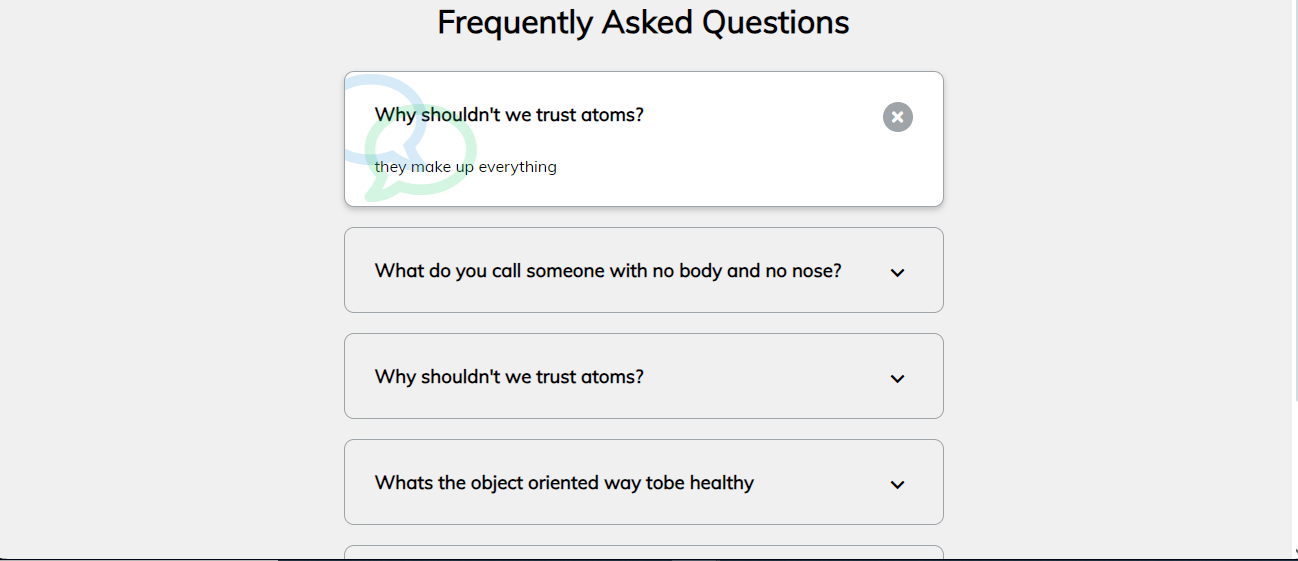 Frequently Asked Questions
Why shouldn't we trust atoms?
they make up everything
What do you call someone with no body and no nose?
Why shouldn't we trust atoms?
Whats the object oriented way tobe healthy